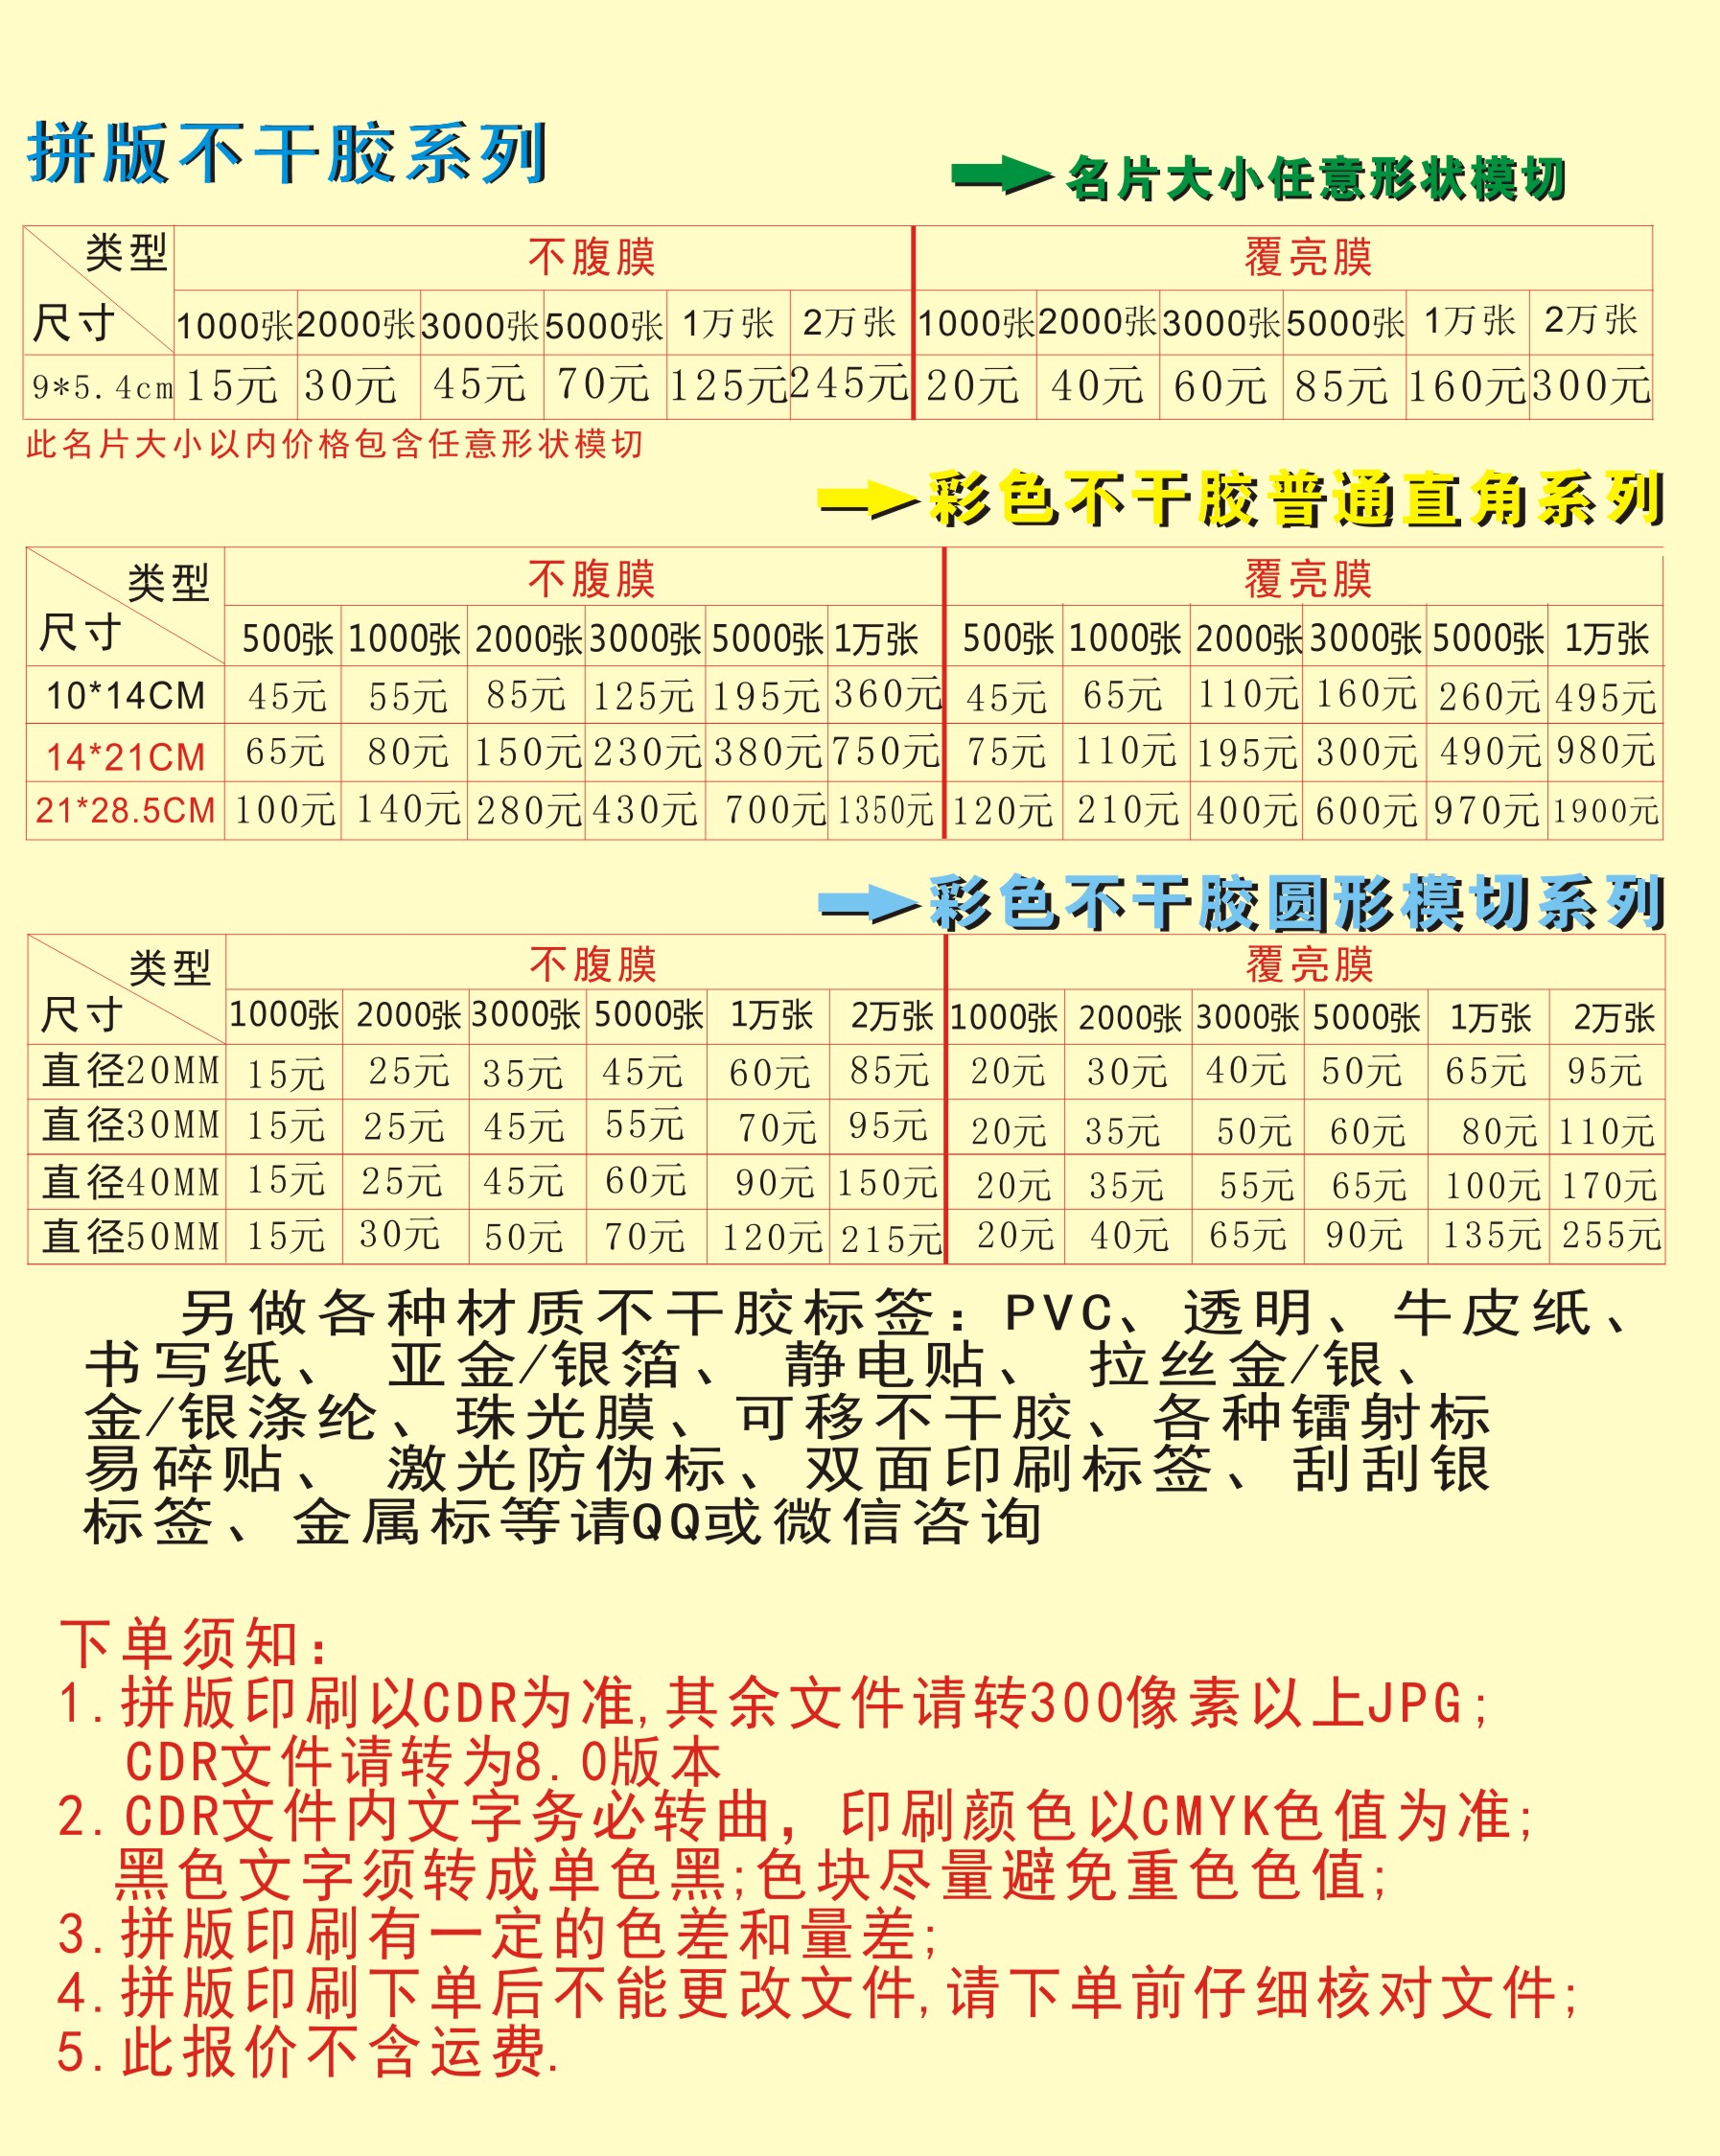 拼版不干胶系列
名片大小任意形状模切
类型 不腹膜 覆亮膜
尺寸 1000张 2000张 3000张 5000张 1万张 2万张 1000张 2000张 3000张 5000张 1万张 2万张
9*5.4cm 15元 30元 45元 70元 125元 245元 20元 40元 60元 85元 160元 300元
此名片大小以内价格包含任意形状模切
彩色不干胶普通直角系列
类型 不腹膜 覆亮膜
尺寸 500张 1000张 2000张 3000张 5000张 1万张 500张 1000张 2000张 3000张 5000张 1万张
10*14CM 45元 55元 85元 125元 195元 360元 45元 65元 110元 160元 260元 495元
14*21CM 65元 80元 150元 230元 380元 750元 75元 110元 195元 300元 490元 980元
21*28.5CM 100元 140元 280元 430元 700元 1350元 120元 210元 400元 600元 970元 1900元
彩色不干胶圆形模切系列
类型 不腹膜 覆亮膜
尺寸 1000张 2000张 3000张 5000张 1万张 2万张 1000张 2000张 3000张 5000张 1万张 2万张
直径20MM 15元 25元 35元 45元 60元 85元 20元 30元 40元 50元 65元 95元
直径30MM 15元 25元 45元 55元 70元 95元 20元 35元 50元 60元 80元 110元
直径40MM 15元 25元 45元 60元 90元 150元 20元 35元 55元 65元 100元 170元
直径50MM 15元 30元 50元 70元 120元 215元 20元 40元 65元 90元 135元 255元
另做各种材质不干胶标签：PVC、透明、牛皮纸、
书写纸、 亚金/银箔、 静电贴、 拉丝金/银、
金/银涤纶、珠光膜、可移不干胶、各种镭射标
易碎贴、 激光防伪标、双面印刷标签、刮刮银
标签、金属标等请QQ或微信咨询
下单须知:
1.拼版印刷以CDR为准,其余文件请转300像素以上JPG;
CDR文件请转为8.0版本
2.CDR文件内文字务必转曲，印刷颜色以CMYK色值为准;
黑色文字须转成单色黑;色块尽量避免重色色值;
3.拼版印刷有一定的色差和量差;
4.拼版印刷下单后不能更改文件,请下单前仔细核对文件;
5.此报价不含运费.